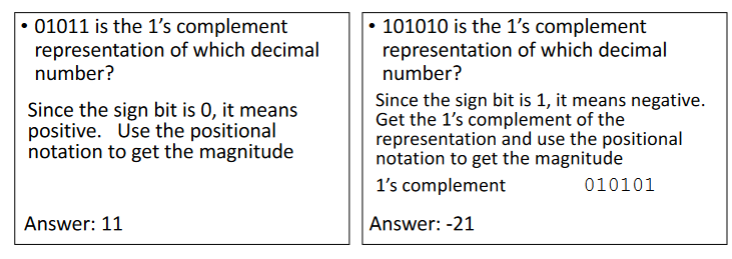 • 01011 is the 1’s complement
representation of which decimal
number?
Since the sign bit is 0, it means
positive. Use the positional
notation to get the magnitude
Answer: 11
• 101010 is the 1’s complement
representation of which decimal
number?
Since the sign bit is 1, it means negative.
Get the 1’s complement of the
representation and use the positional
notation to get the magnitude
1’s complement 010101
Answer: -21